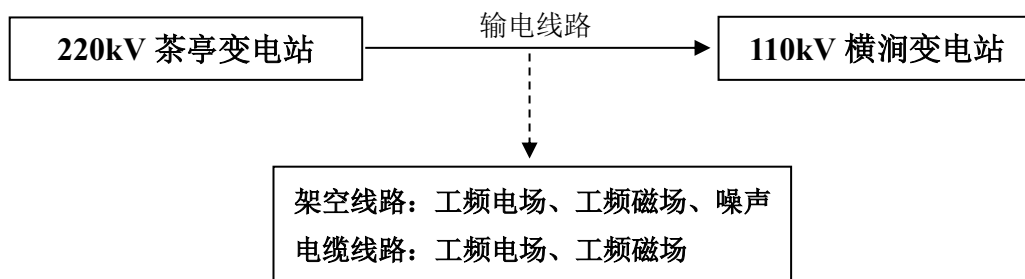 220kV 茶亭变电站
输电线路
110kV 横涧变电站
架空线路：工频电场、工频磁场、噪声
电缆线路：工频电场、工频磁场